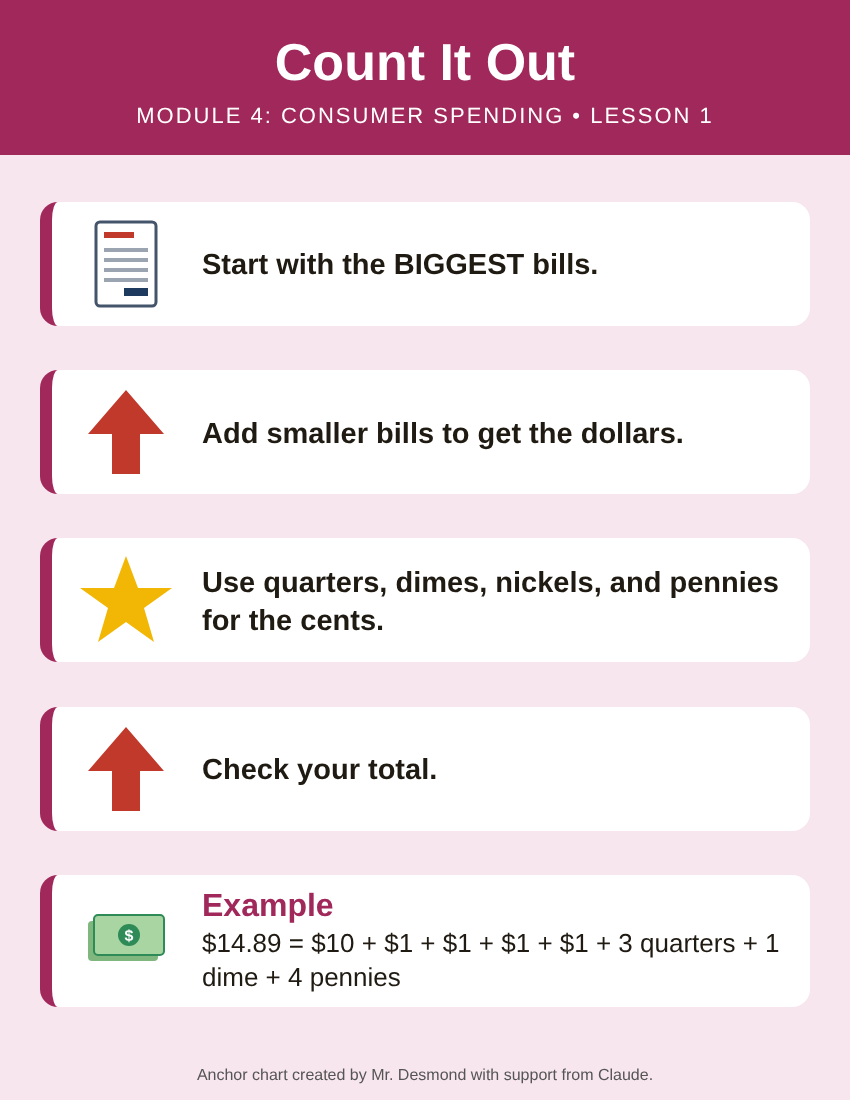 Count It Out
MODULE 4: CONSUMER SPENDING • LESSON 1
Start with the BIGGEST bills.
Add smaller bills to get the dollars.
Use quarters, dimes, nickels, and pennies
for the cents.
Check your total.
Example
$14.89 = $10 + $1 + $1 + $1 + $1 + 3 quarters + 1
dime + 4 pennies
$
Anchor chart created by Mr. Desmond with support from Claude.